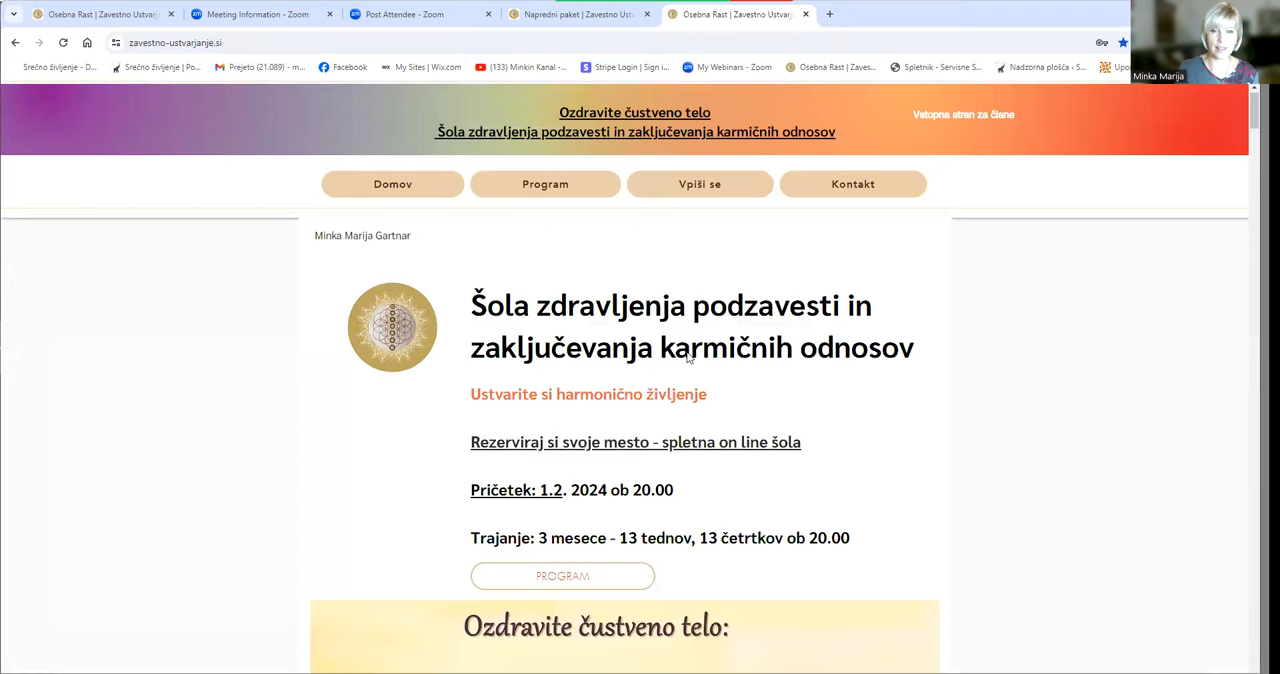 Osebna Rast | Zavestno Ustvarj
Meeting Information - Zoom
Post Attendee - Zoom
Napredni paket | Zavestno Ust
Osebna Rast | Zavestno Ustvarj
zavestno-ustvarjanje.si
Srečno življenje - D...
Srečno življenje | Po...
Prejeto (21.089) - m...
Facebook
My Sites | Wix.com
(133) Minkin Kanal -...
Stripe Login | Sign i...
My Webinars - Zoom
Osebna Rast | Zaves...
Spletnik - Servisne S...
Nadzorna plošča ‹ S...
Upor
Minka Marija
Ozdravite čustveno telo
Šola zdravljenja podzavesti in zaključevanja karmičnih odnosov
Vstopna stran za člane
Domov
Program
Vpiši se
Kontakt
Minka Marija Gartnar
Šola zdravljenja podzavesti in
zaključevanja karmičnih odnosov
Ustvarite si harmonično življenje
Rezerviraj si svoje mesto - spletna on line šola
Pričetek: 1.2. 2024 ob 20.00
Trajanje: 3 mesece - 13 tednov, 13 četrtkov ob 20.00
PROGRAM
Ozdravite čustveno telo: